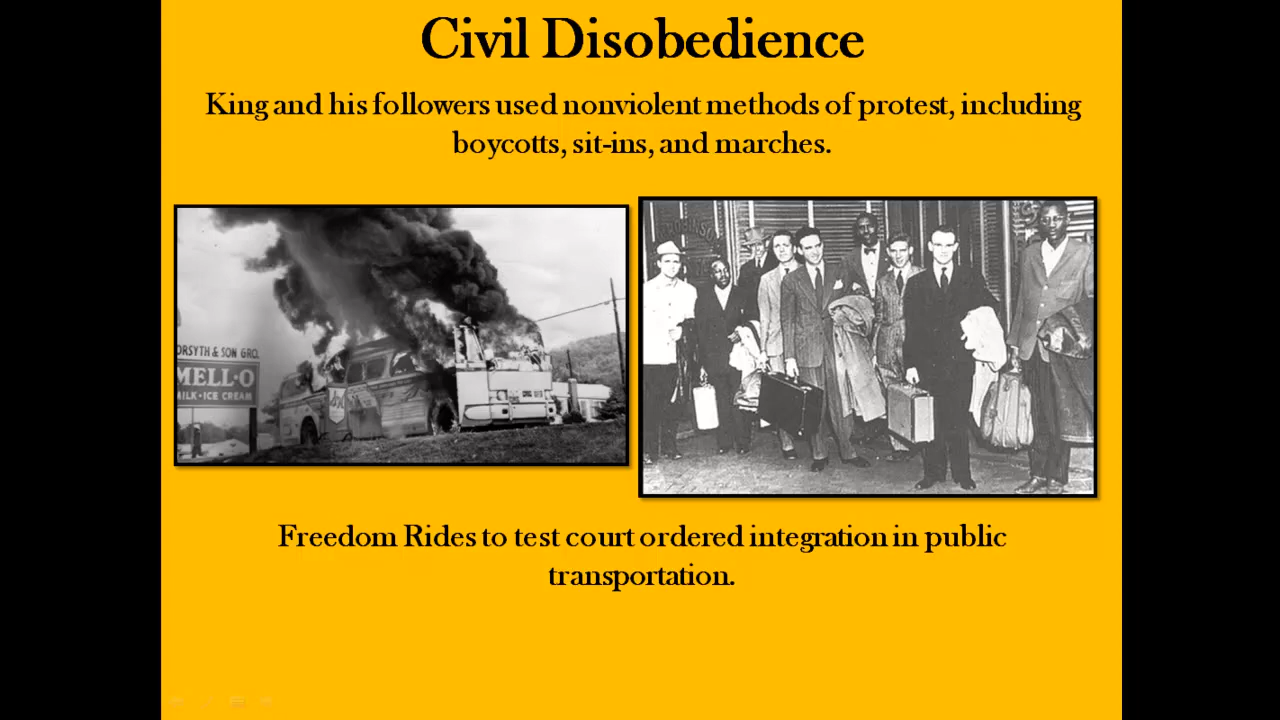 Civil Disobedience
King and his followers used nonviolent methods of protest, including
boycotts, sit-ins, and marches.
ORSYTH & SON GRO.
MELL-O
MILK-ICE CREAM
Freedom Rides to test court ordered integration in public
transportation.